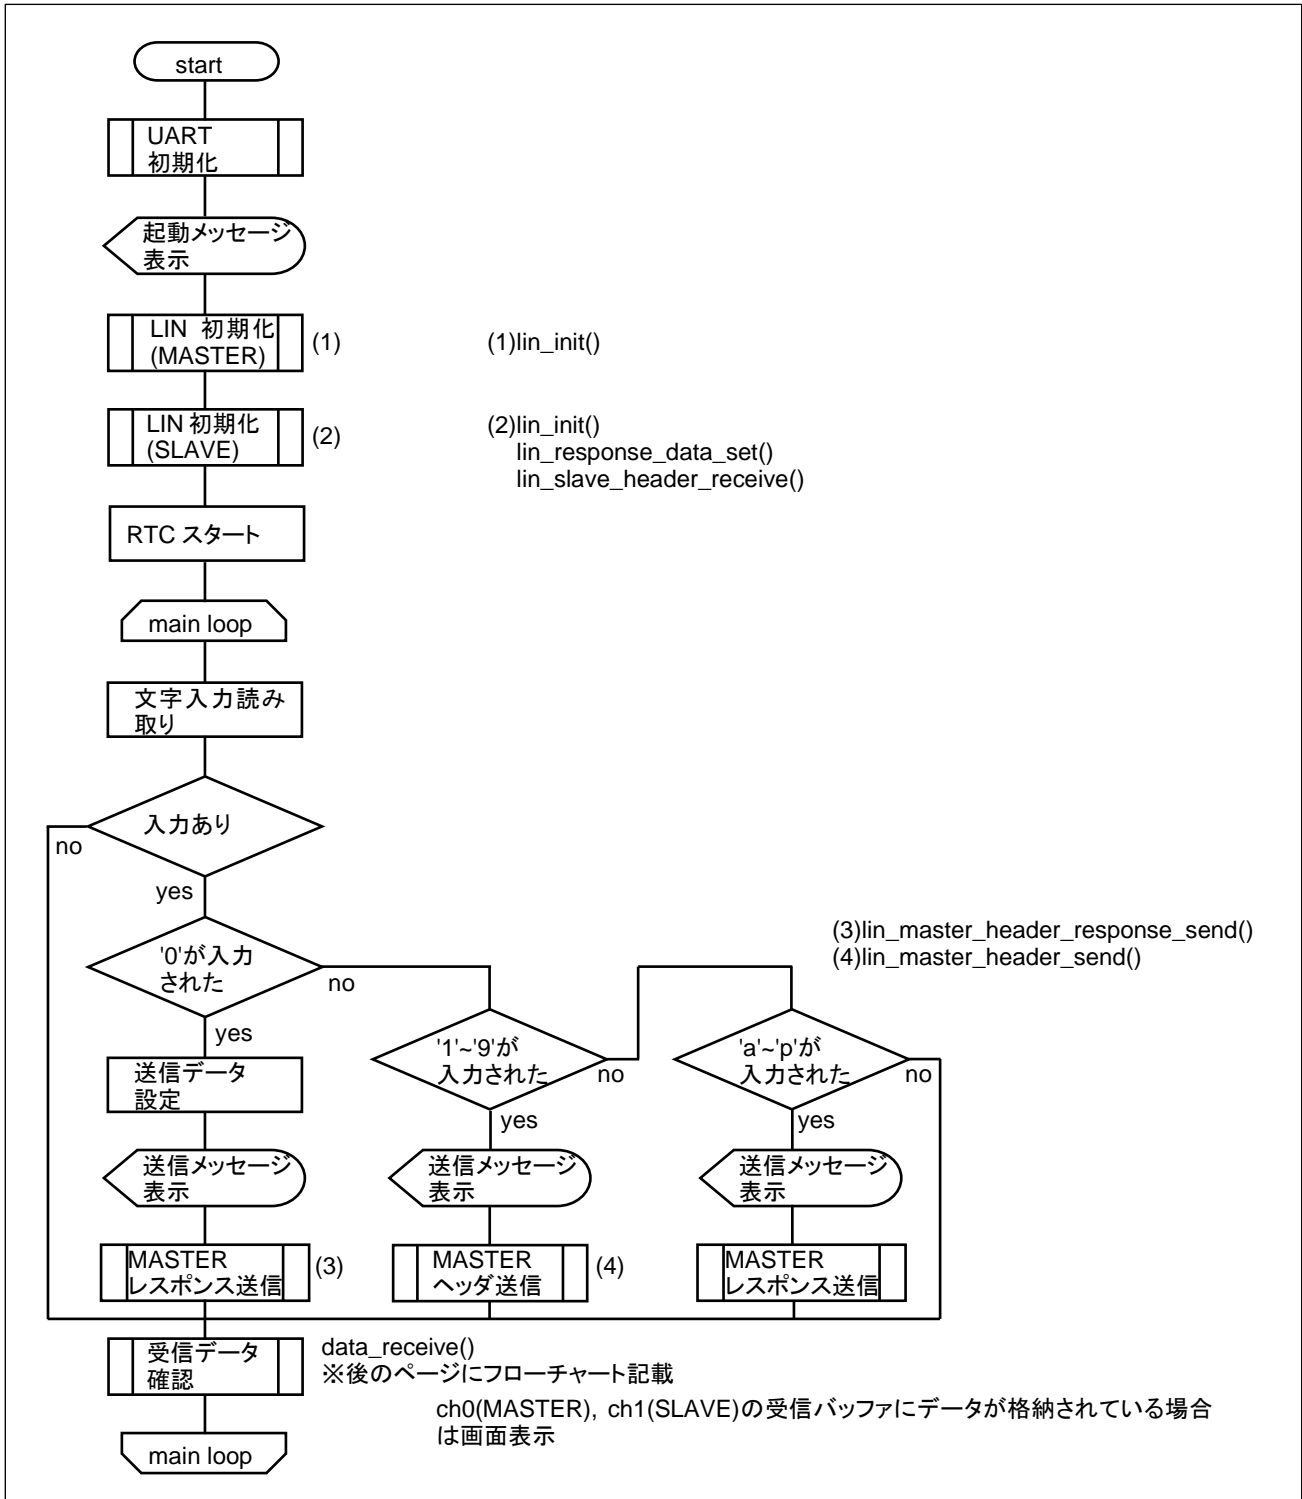 start
UART
初期化
起動メッセージ
表示
LIN 初期化
(MASTER)
(1)
(1)lin_init()
LIN 初期化
(SLAVE)
(2)
(2)lin_init()
lin_response_data_set()
lin_slave_header_receive()
RTC スタート
main loop
文字入力読み
取り
入力あり
no
yes
(3)lin_master_header_response_send()
(4)lin_master_header_send()
'0'が入力
された
no
yes
'1'~'9'が
入力された
no
yes
'a'~'p'が
入力された
no
yes
送信データ
設定
送信メッセージ
表示
送信メッセージ
表示
送信メッセージ
表示
MASTER
レスポンス送信
(3)
MASTER
ヘッダ送信
(4)
MASTER
レスポンス送信
受信データ
確認
data_receive()
※後のページにフローチャート記載
ch0(MASTER), ch1(SLAVE)の受信バッファにデータが格納されている場合
は画面表示
main loop